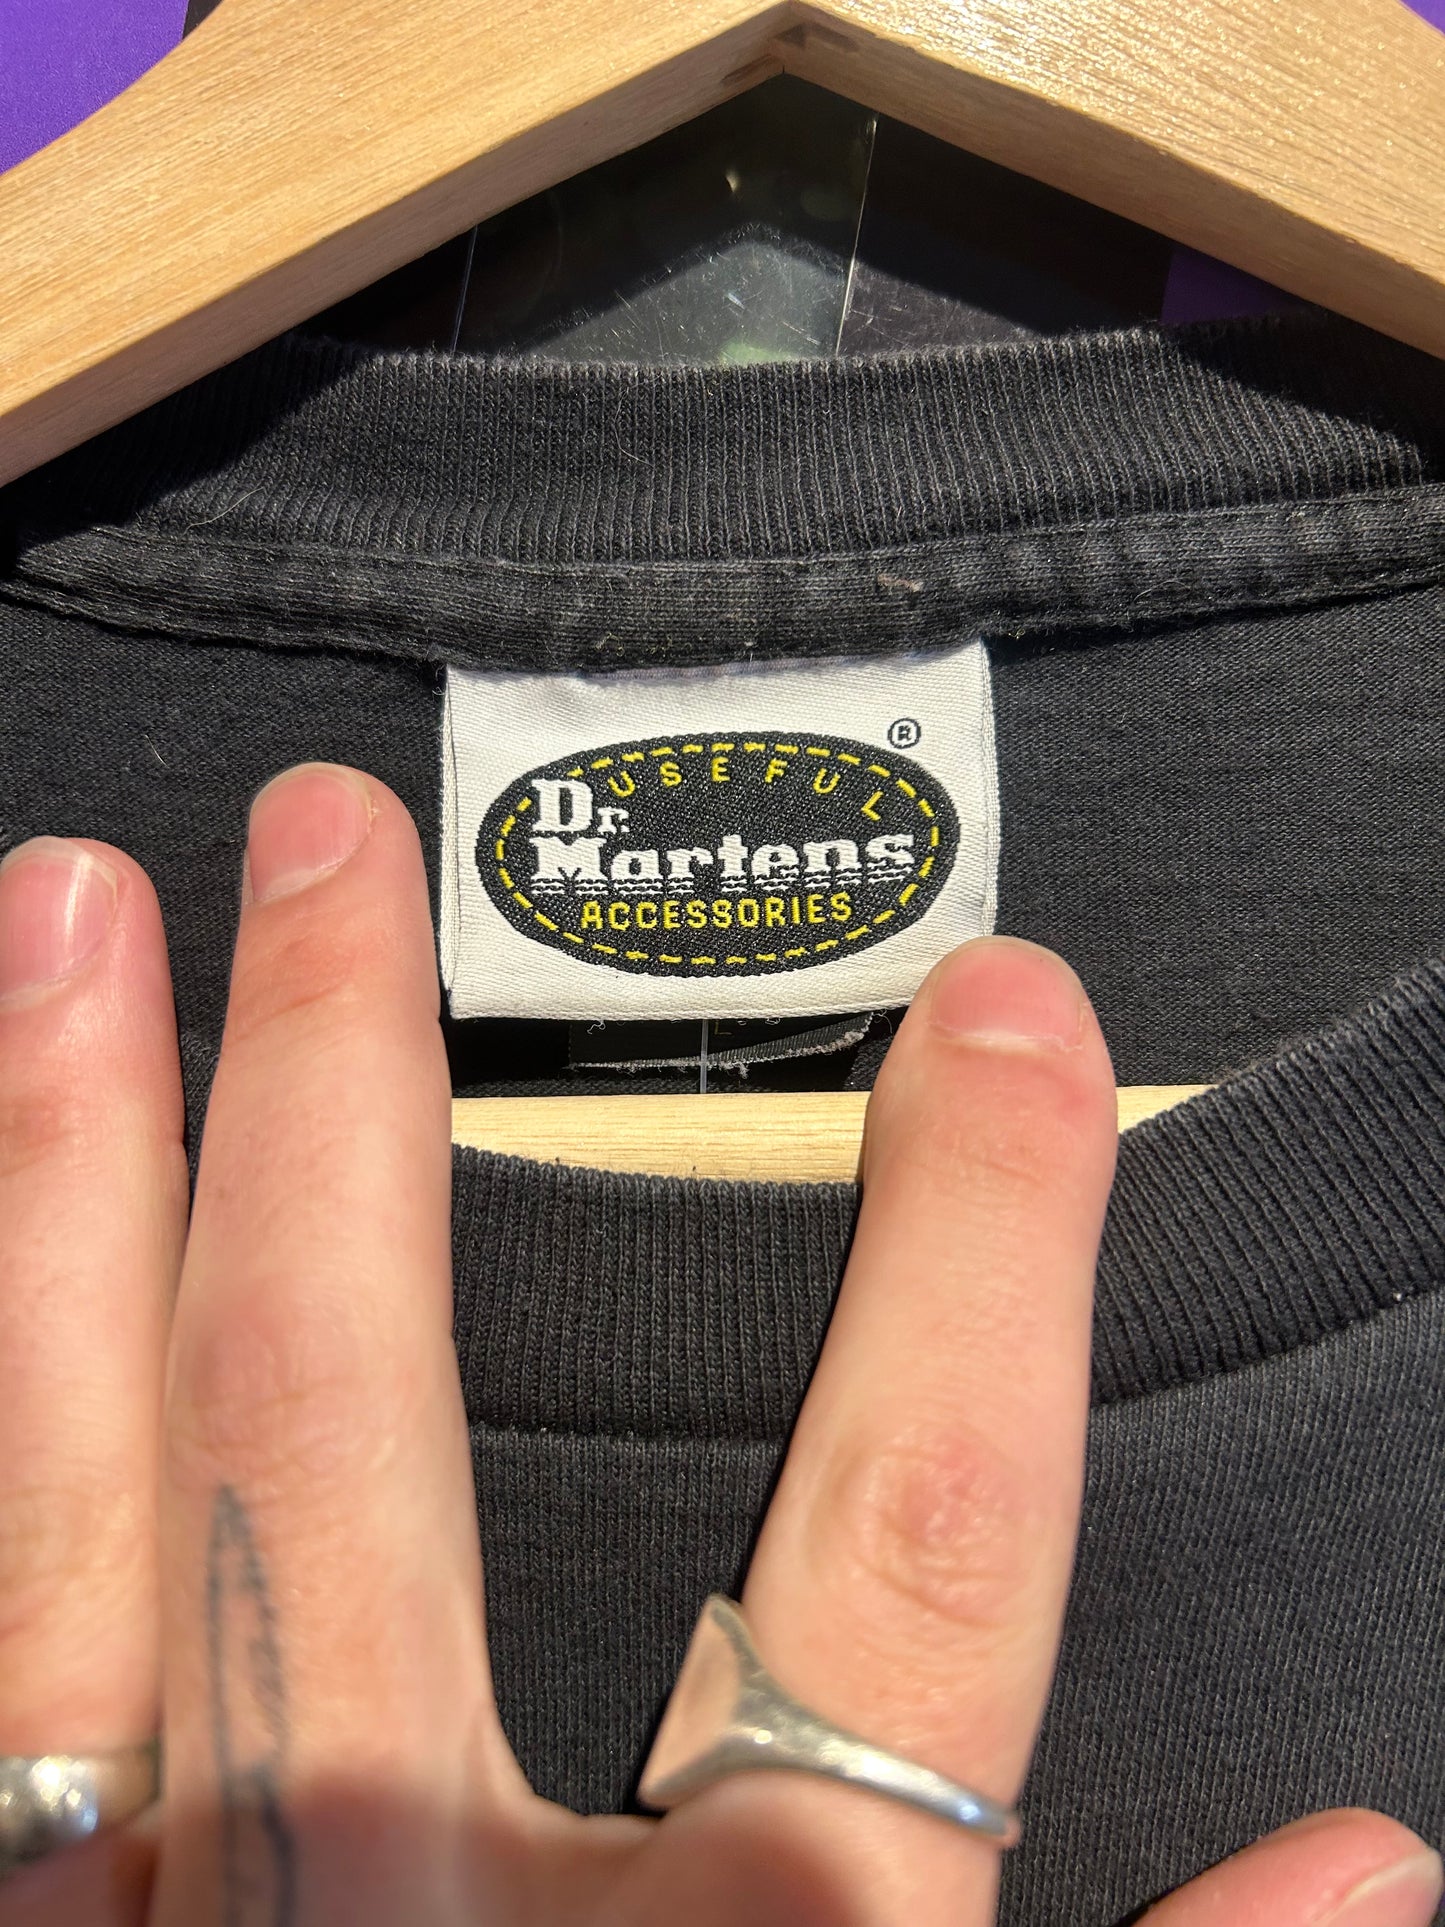 ®
USEFUL
Dr.
Martens
ACCESSORIES
L